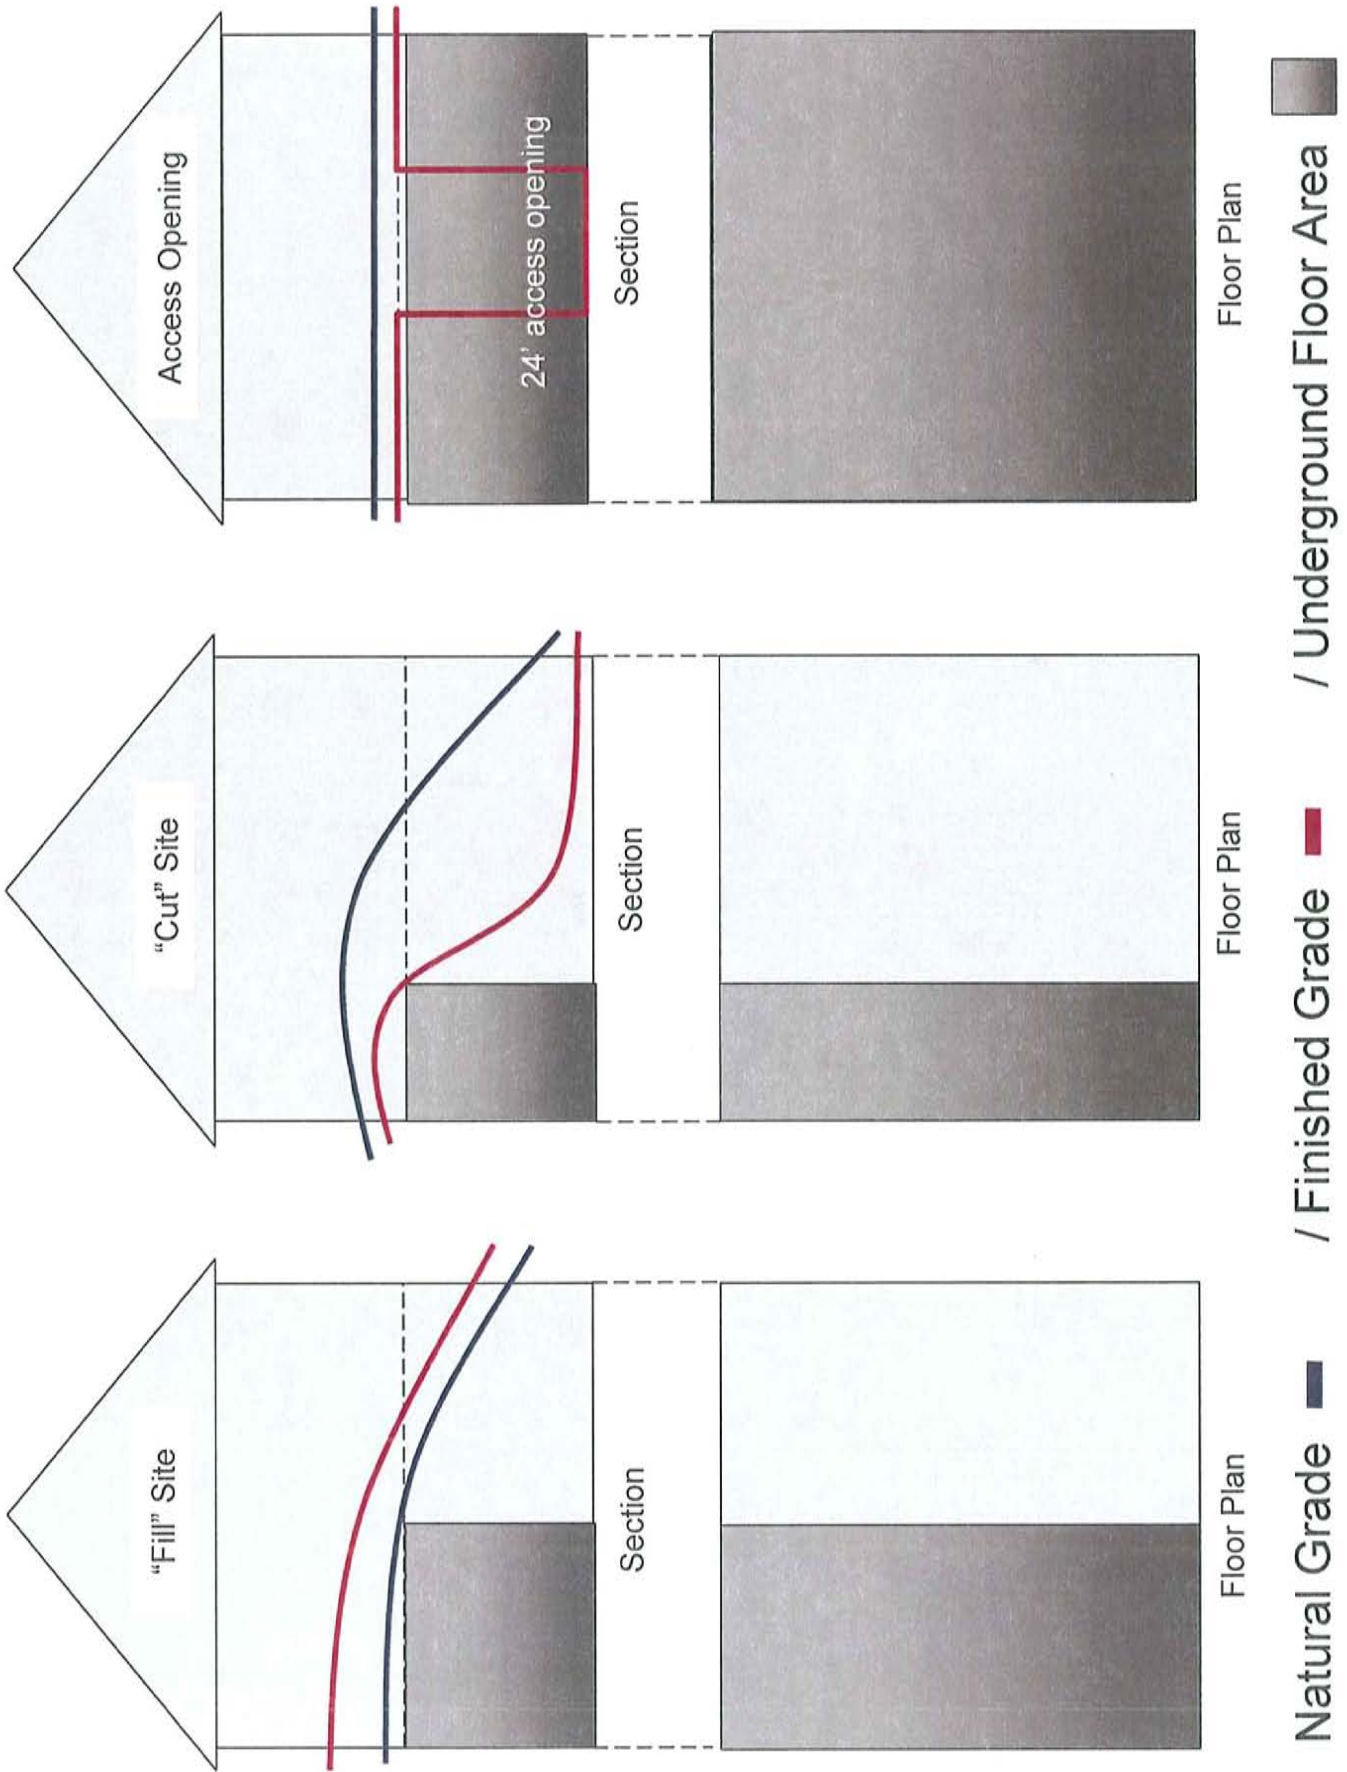 “Fill” Site
“Cut” Site
Access Opening
24’ access opening
Section
Section
Section
Floor Plan
Floor Plan
Floor Plan
Natural Grade / Finished Grade / Underground Floor Area